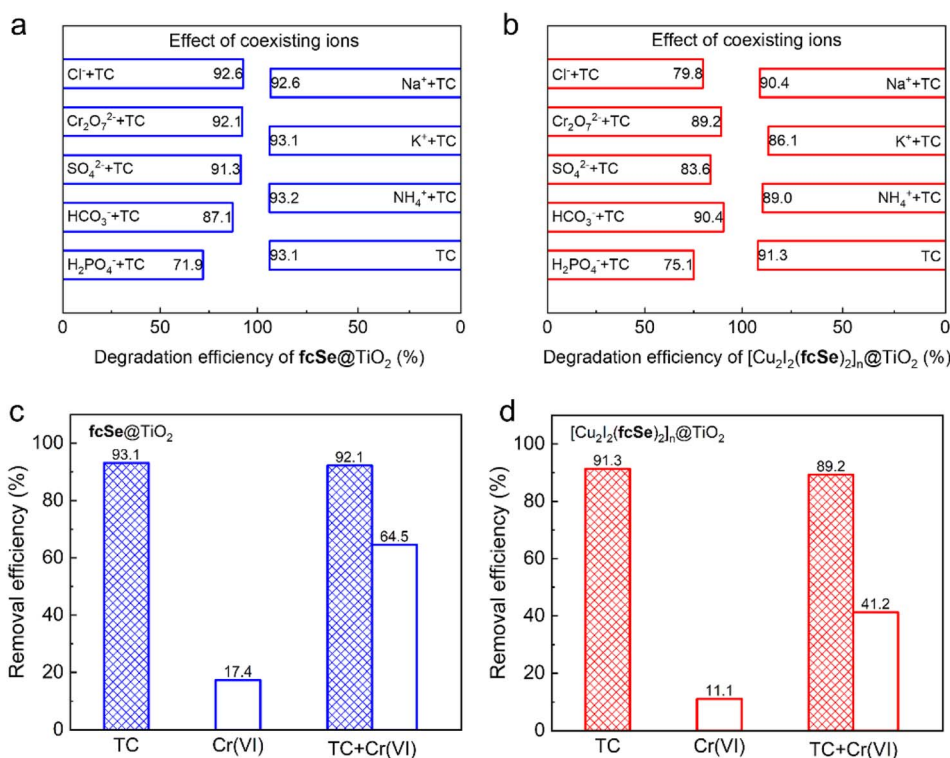 a
Effect of coexisting ions
Cl⁻+TC 92.6
92.6 Na⁺+TC
Cr₂O₇²⁻+TC 92.1
93.1 K⁺+TC
SO₄²⁻+TC 91.3
93.2 NH₄⁺+TC
HCO₃⁻+TC 87.1
93.1 TC
H₂PO₄⁻+TC 71.9
0 50 100 50 0
Degradation efficiency of fcSe@TiO₂ (%)
b
Effect of coexisting ions
Cl⁻+TC 79.8
90.4 Na⁺+TC
Cr₂O₇²⁻+TC 89.2
86.1 K⁺+TC
SO₄²⁻+TC 83.6
89.0 NH₄⁺+TC
HCO₃⁻+TC 90.4
91.3 TC
H₂PO₄⁻+TC 75.1
0 50 100 50 0
Degradation efficiency of [Cu₂I₂(fcSe)₂]ₙ@TiO₂ (%)
c
fcSe@TiO₂
Removal efficiency (%)
100
80
60
40
20
0
93.1
17.4
92.1
64.5
TC Cr(VI) TC+Cr(VI)
d
[Cu₂I₂(fcSe)₂]ₙ@TiO₂
Removal efficiency (%)
100
80
60
40
20
0
91.3
11.1
89.2
41.2
TC Cr(VI) TC+Cr(VI)